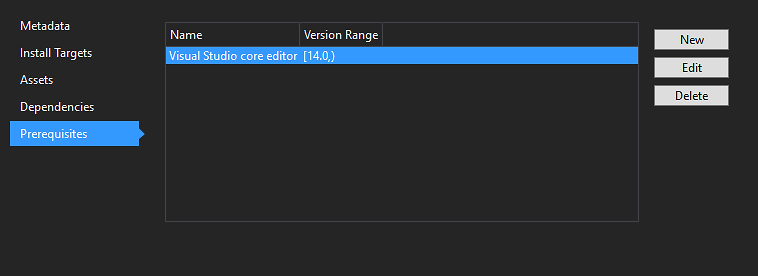 Metadata
Install Targets
Assets
Dependencies
Prerequisites
Name Version Range
Visual Studio core editor [14.0,)
New
Edit
Delete